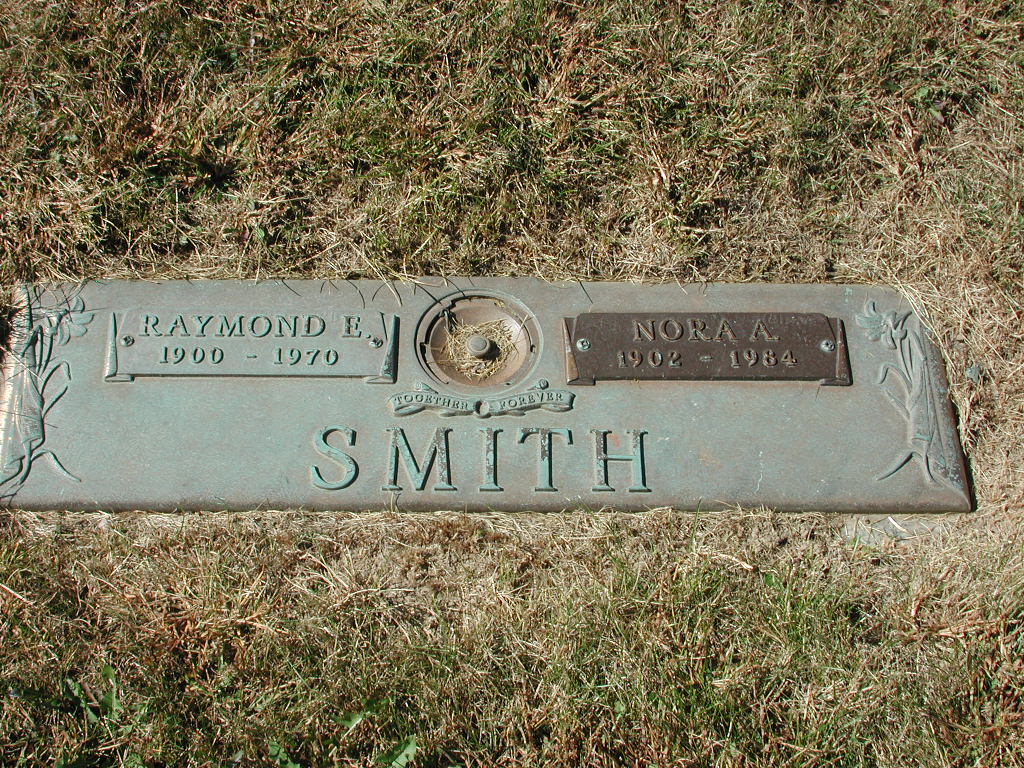 RAYMOND E.
1900 - 1970
NORA A.
1902 - 1984
TOGETHER FOREVER
SMITH